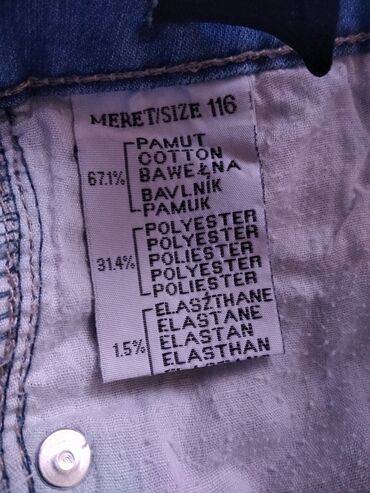 MERET/SIZE 116
67.1%
PAMUT
COTTON
BAWEŁNA
BAVLNÍK
PAMUK
31.4%
POLYESTER
POLYESTER
POLIESTER
POLYESTER
POLIESTER
1.5%
ELASZTHANE
ELASTANE
ELASTAN
ELASTHAN